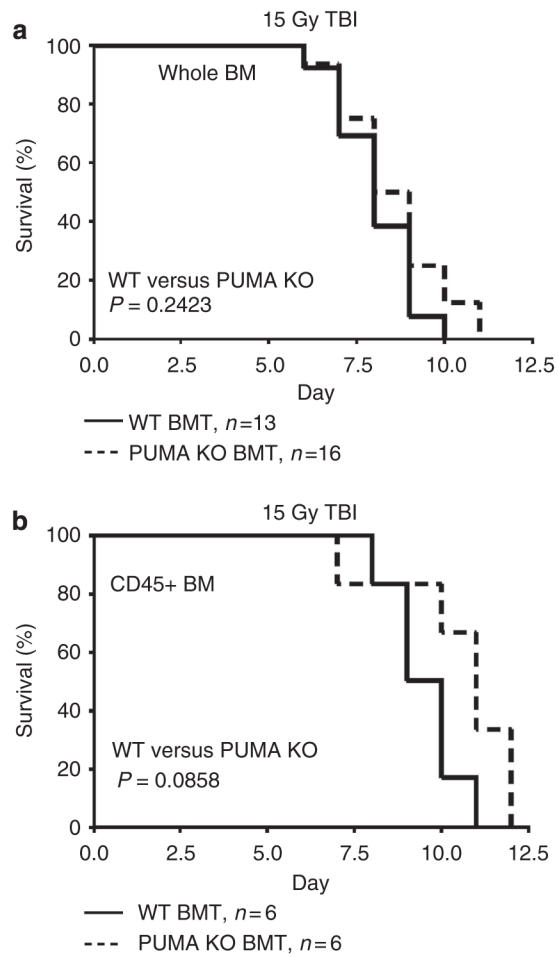 a
15 Gy TBI
100
80
60
40
20
0
Survival (%)
Whole BM
WT versus PUMA KO
P = 0.2423
0.0 2.5 5.0 7.5 10.0 12.5
Day
WT BMT, n=13
PUMA KO BMT, n=16
b
15 Gy TBI
100
80
60
40
20
0
Survival (%)
CD45+ BM
WT versus PUMA KO
P = 0.0858
0.0 2.5 5.0 7.5 10.0 12.5
Day
WT BMT, n=6
PUMA KO BMT, n=6